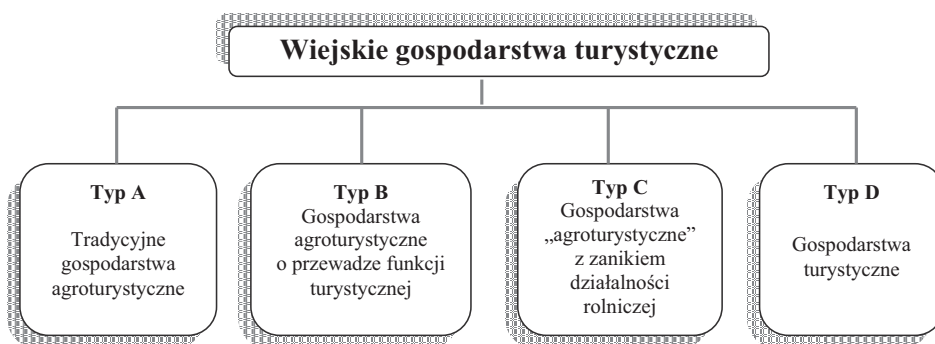 Wiejskie gospodarstwa turystyczne
Typ A
Tradycyjne
gospodarstwa
agroturystyczne
Typ B
Gospodarstwa
agroturystyczne
o przewadze funkcji
turystycznej
Typ C
Gospodarstwa
„agroturystyczne”
z zanikiem
działalności
rolniczej
Typ D
Gospodarstwa
turystyczne